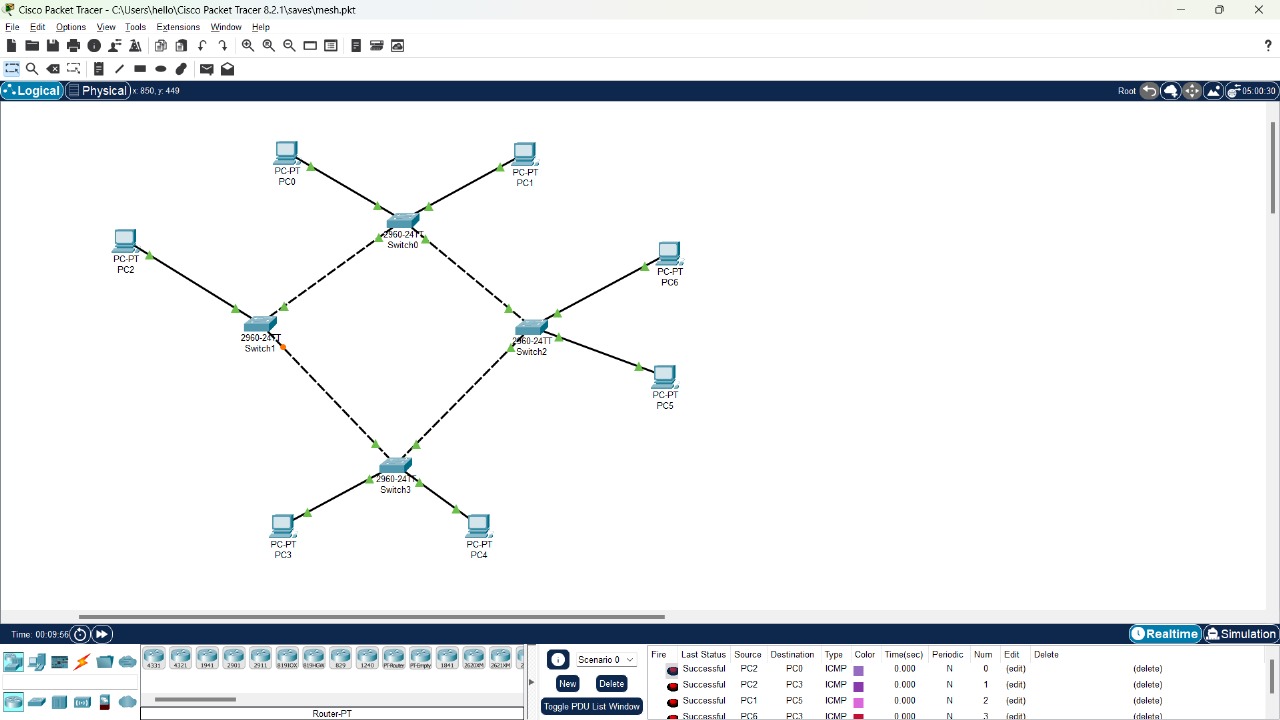 Cisco Packet Tracer - C:\Users\hello\Cisco Packet Tracer 8.2.1\saves\mesh.pkt
File Edit Options View Tools Extensions Window Help
?
Logical Physical x: 850, y: 449 Root 05:00:30
PC-PT
PC0
PC-PT
PC1
2960-24TT
Switch0
PC-PT
PC2
PC-PT
PC6
2960-24TT
Switch1
2960-24TT
Switch2
PC-PT
PC5
2960-24TT
Switch3
PC-PT
PC3
PC-PT
PC4
Time: 00:09:56 Realtime Simulation
4331 4321 1941 2901 2911 819HGW 829 1240 PT-Router PT-Empty 1841 2620XM 2621XM
Router-PT
Scenario 0
New Delete
Toggle PDU List Window
Fire Last Status Source Destination Type Color Time(sec) Periodic Num Edit Delete
Successful PC2 PC0 ICMP 0.000 N 0 (edit) (delete)
Successful PC2 PC3 ICMP 0.000 N 1 (edit) (delete)
Successful PC1 PC5 ICMP 0.000 N 2 (edit) (delete)
Successful PC6 PC3 ICMP 0.000 N 3 (edit) (delete)